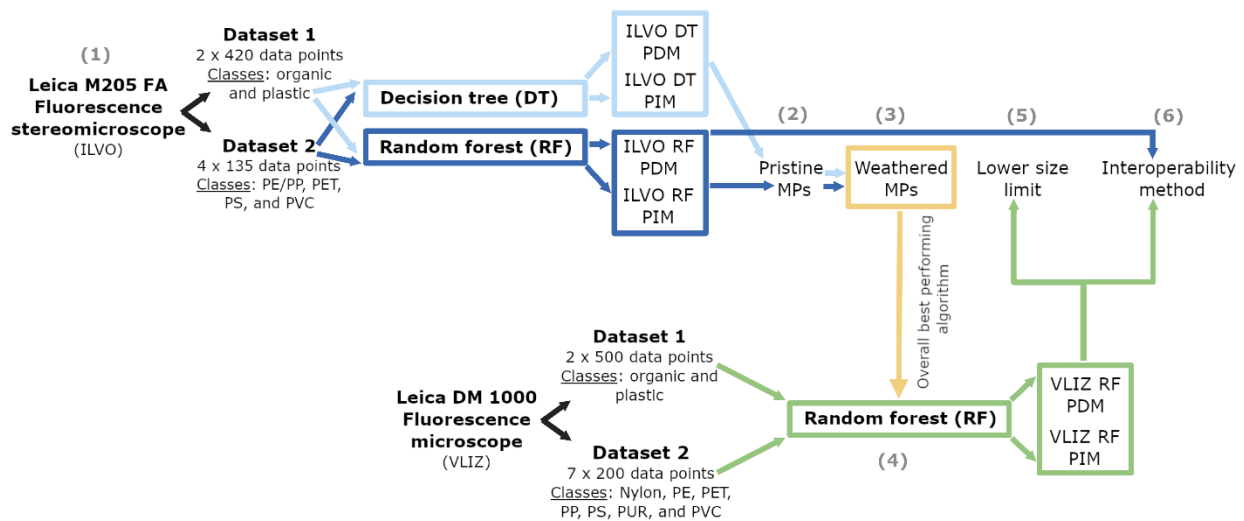 (1)
Leica M205 FA
Fluorescence
stereomicroscope
(ILVO)
Dataset 1
2 x 420 data points
Classes: organic
and plastic
Dataset 2
4 x 135 data points
Classes: PE/PP, PET,
PS, and PVC
Decision tree (DT)
Random forest (RF)
ILVO DT
PDM
ILVO DT
PIM
ILVO RF
PDM
ILVO RF
PIM
(2)
Pristine
MPs
(3)
Weathered
MPs
(5)
Lower size
limit
(6)
Interoperability
method
Overall best performing
algorithm
Leica DM 1000
Fluorescence
microscope
(VLIZ)
Dataset 1
2 x 500 data points
Classes: organic and
plastic
Dataset 2
7 x 200 data points
Classes: Nylon, PE, PET,
PP, PS, PUR, and PVC
Random forest (RF)
(4)
VLIZ RF
PDM
VLIZ RF
PIM